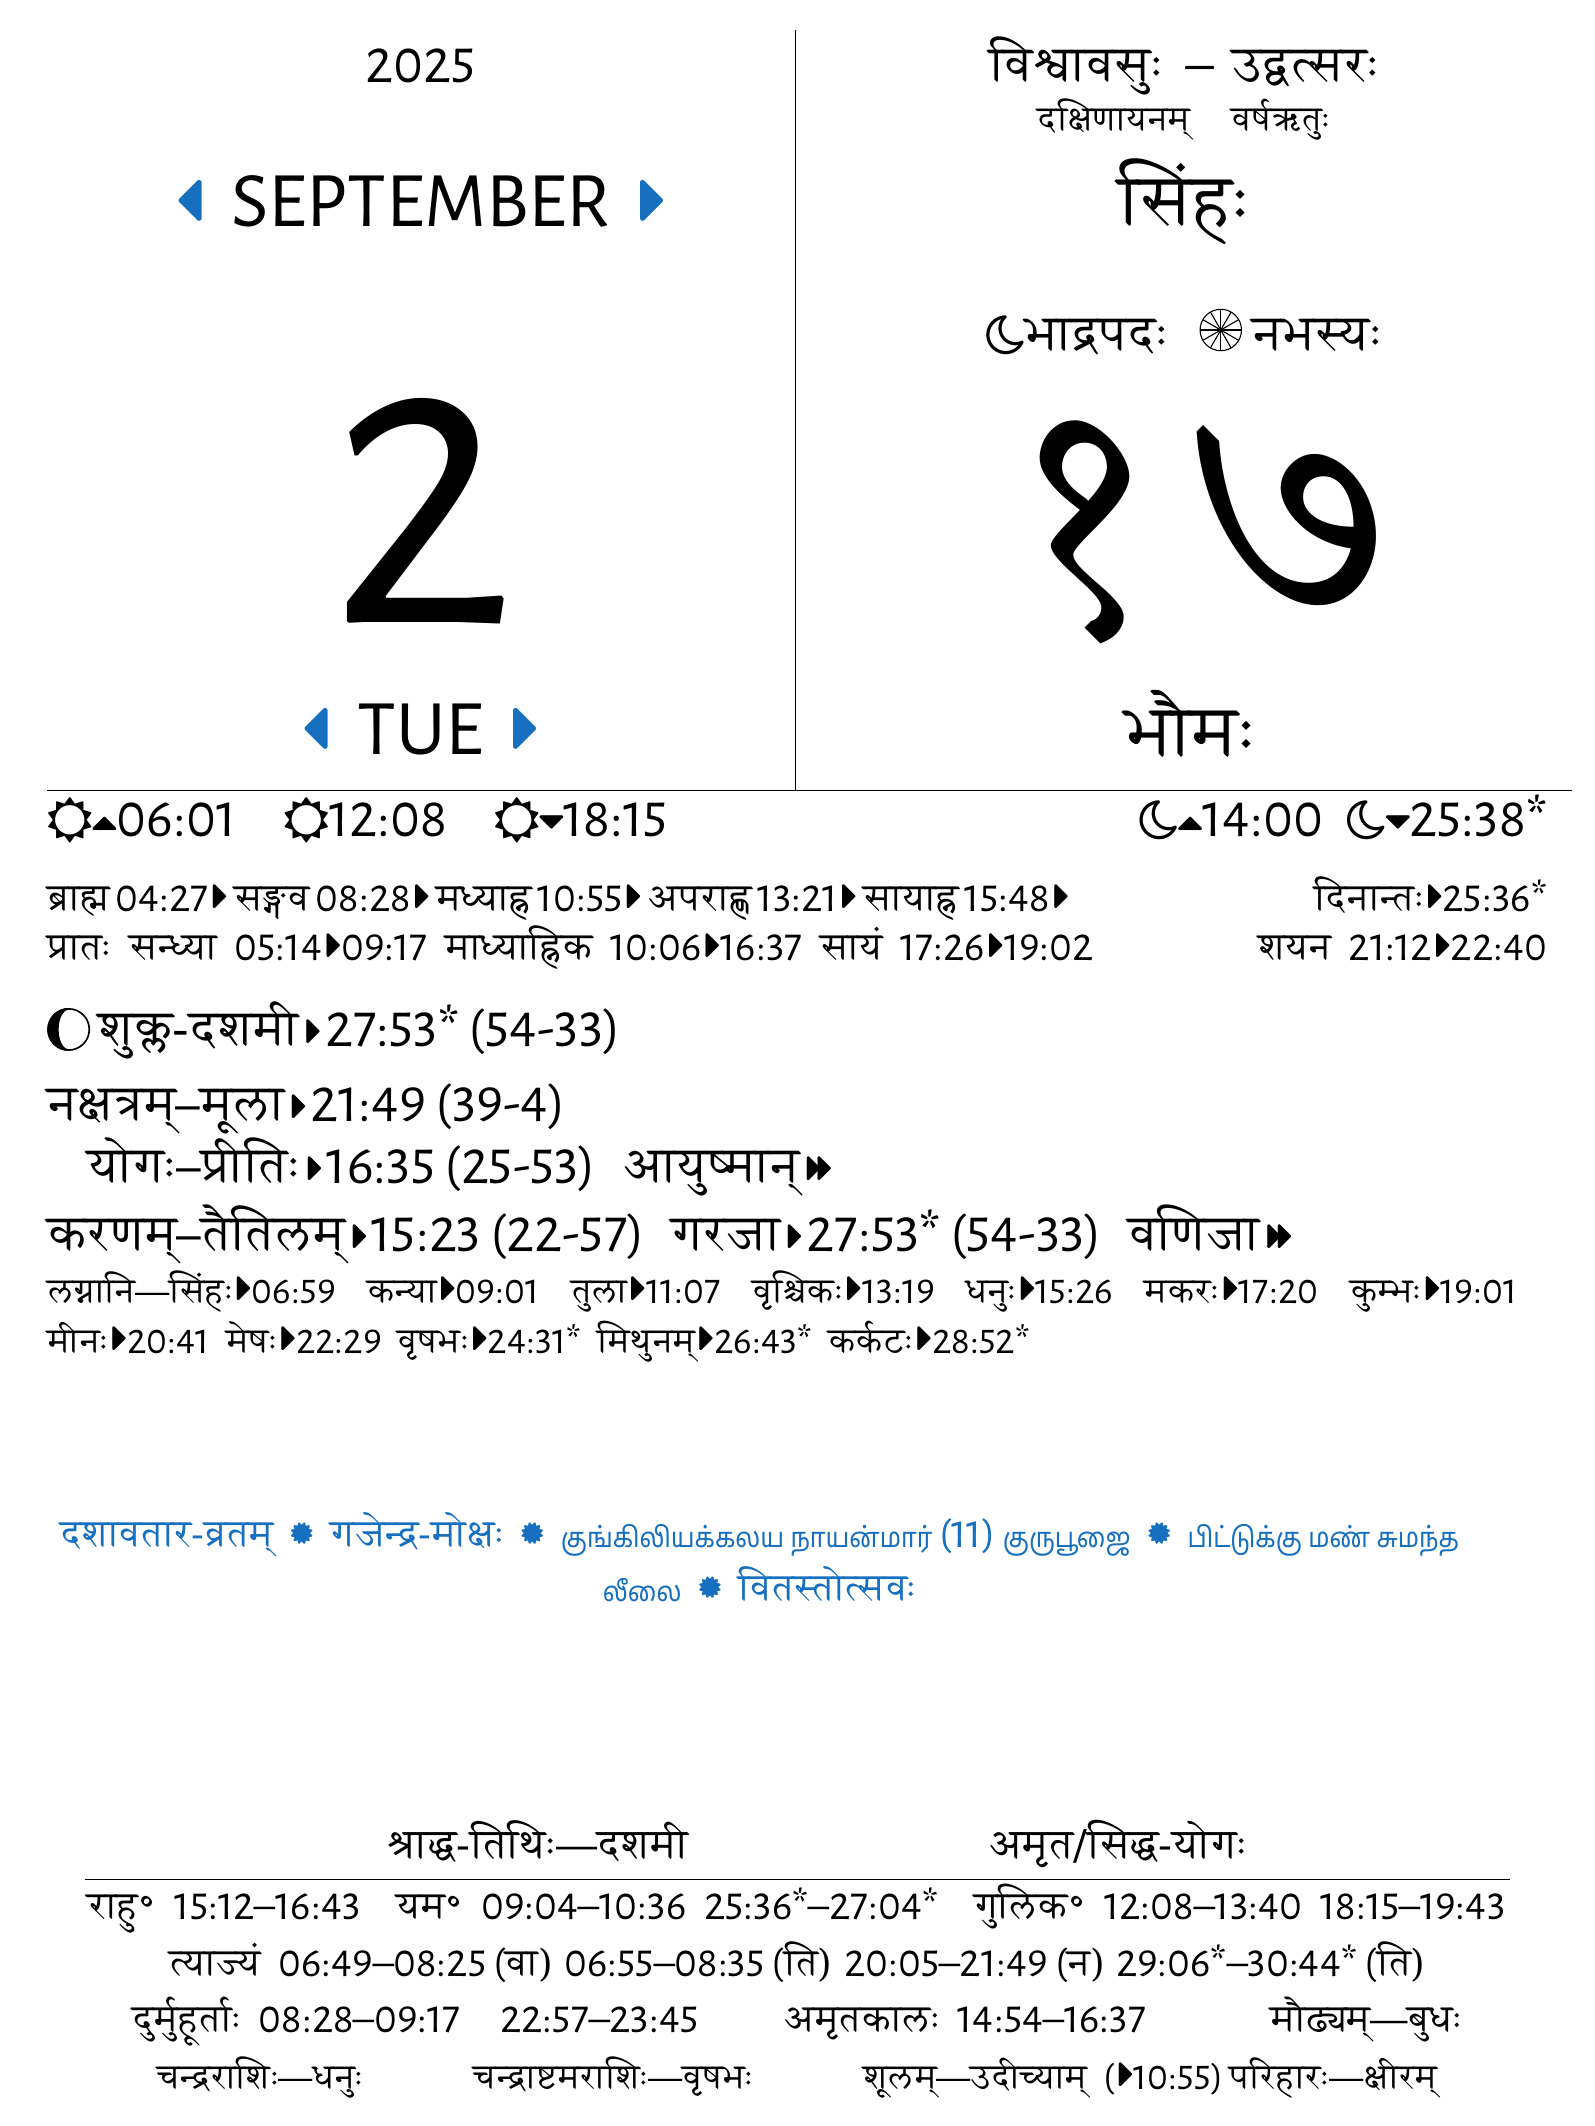 2025
SEPTEMBER
2
TUE
विश्वावसुः – उद्वत्सरः
दक्षिणायनम् वर्षऋतुः
सिंहः
भाद्रपदः नभस्यः
१७
भौमः
06:01 12:08 18:15 14:00 25:38*
ब्राह्म 04:27 सङ्गव 08:28 मध्याह्न 10:55 अपराह्ण 13:21 सायाह्न 15:48 दिनान्तः 25:36*
प्रातः सन्ध्या 05:14 09:17 माध्याह्निक 10:06 16:37 सायं 17:26 19:02 शयन 21:12 22:40
शुक्ल-दशमी 27:53* (54-33)
नक्षत्रम्–मूला 21:49 (39-4)
योगः–प्रीतिः 16:35 (25-53) आयुष्मान्
करणम्–तैतिलम् 15:23 (22-57) गरजा 27:53* (54-33) वणिजा
लग्नानि—सिंहः 06:59 कन्या 09:01 तुला 11:07 वृश्चिकः 13:19 धनुः 15:26 मकरः 17:20 कुम्भः 19:01
मीनः 20:41 मेषः 22:29 वृषभः 24:31* मिथुनम् 26:43* कर्कटः 28:52*
दशावतार-व्रतम् ✹ गजेन्द्र-मोक्षः ✹ குங்கிலியக்கலய நாயன்மார் (11) குருபூஜை ✹ பிட்டுக்கு மண் சுமந்த
லீலை ✹ वितस्तोत्सवः
श्राद्ध-तिथिः—दशमी अमृत/सिद्ध-योगः
राहु॰ 15:12–16:43 यम॰ 09:04–10:36 25:36*–27:04* गुलिक॰ 12:08–13:40 18:15–19:43
त्याज्यं 06:49–08:25 (वा) 06:55–08:35 (ति) 20:05–21:49 (न) 29:06*–30:44* (ति)
दुर्मुहूर्ताः 08:28–09:17 22:57–23:45 अमृतकालः 14:54–16:37 मौढ्यम्—बुधः
चन्द्रराशिः—धनुः चन्द्राष्टमराशिः—वृषभः शूलम्—उदीच्याम् (10:55) परिहारः—क्षीरम्